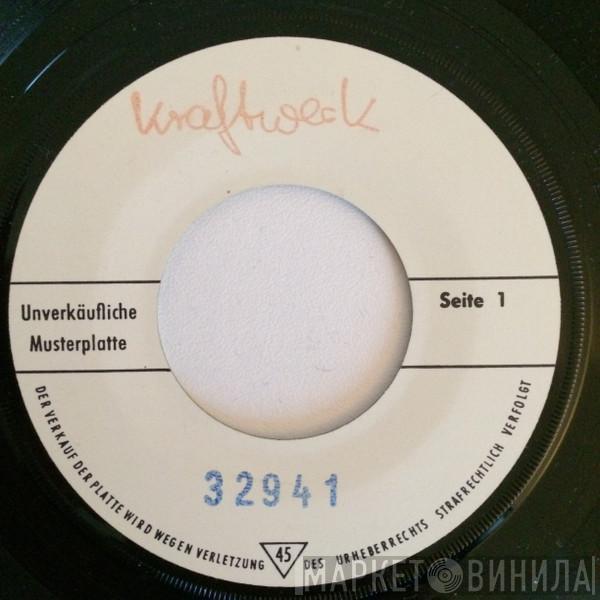 Kraftweck
Unverkäufliche
Musterplatte
Seite 1
32941
DER VERKAUF DER PLATTE WIRD WEGEN VERLETZUNG 45 DES URHEBERRECHTS STRAFRECHTLICH VERFOLGT
МАРКЕТ ВИНИЛА